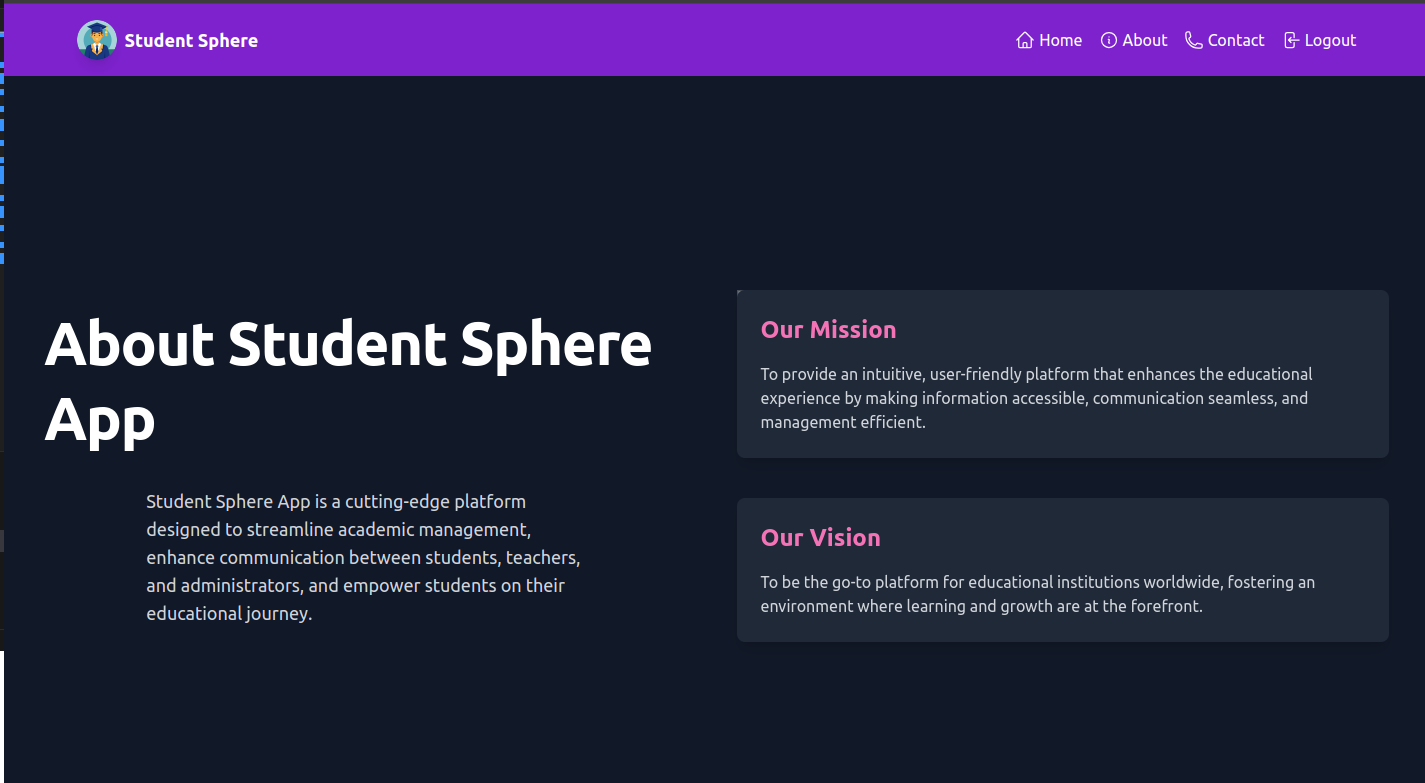 Student Sphere
Home
About
Contact
Logout
About Student Sphere
App
Student Sphere App is a cutting-edge platform
designed to streamline academic management,
enhance communication between students, teachers,
and administrators, and empower students on their
educational journey.
Our Mission
To provide an intuitive, user-friendly platform that enhances the educational
experience by making information accessible, communication seamless, and
management efficient.
Our Vision
To be the go-to platform for educational institutions worldwide, fostering an
environment where learning and growth are at the forefront.